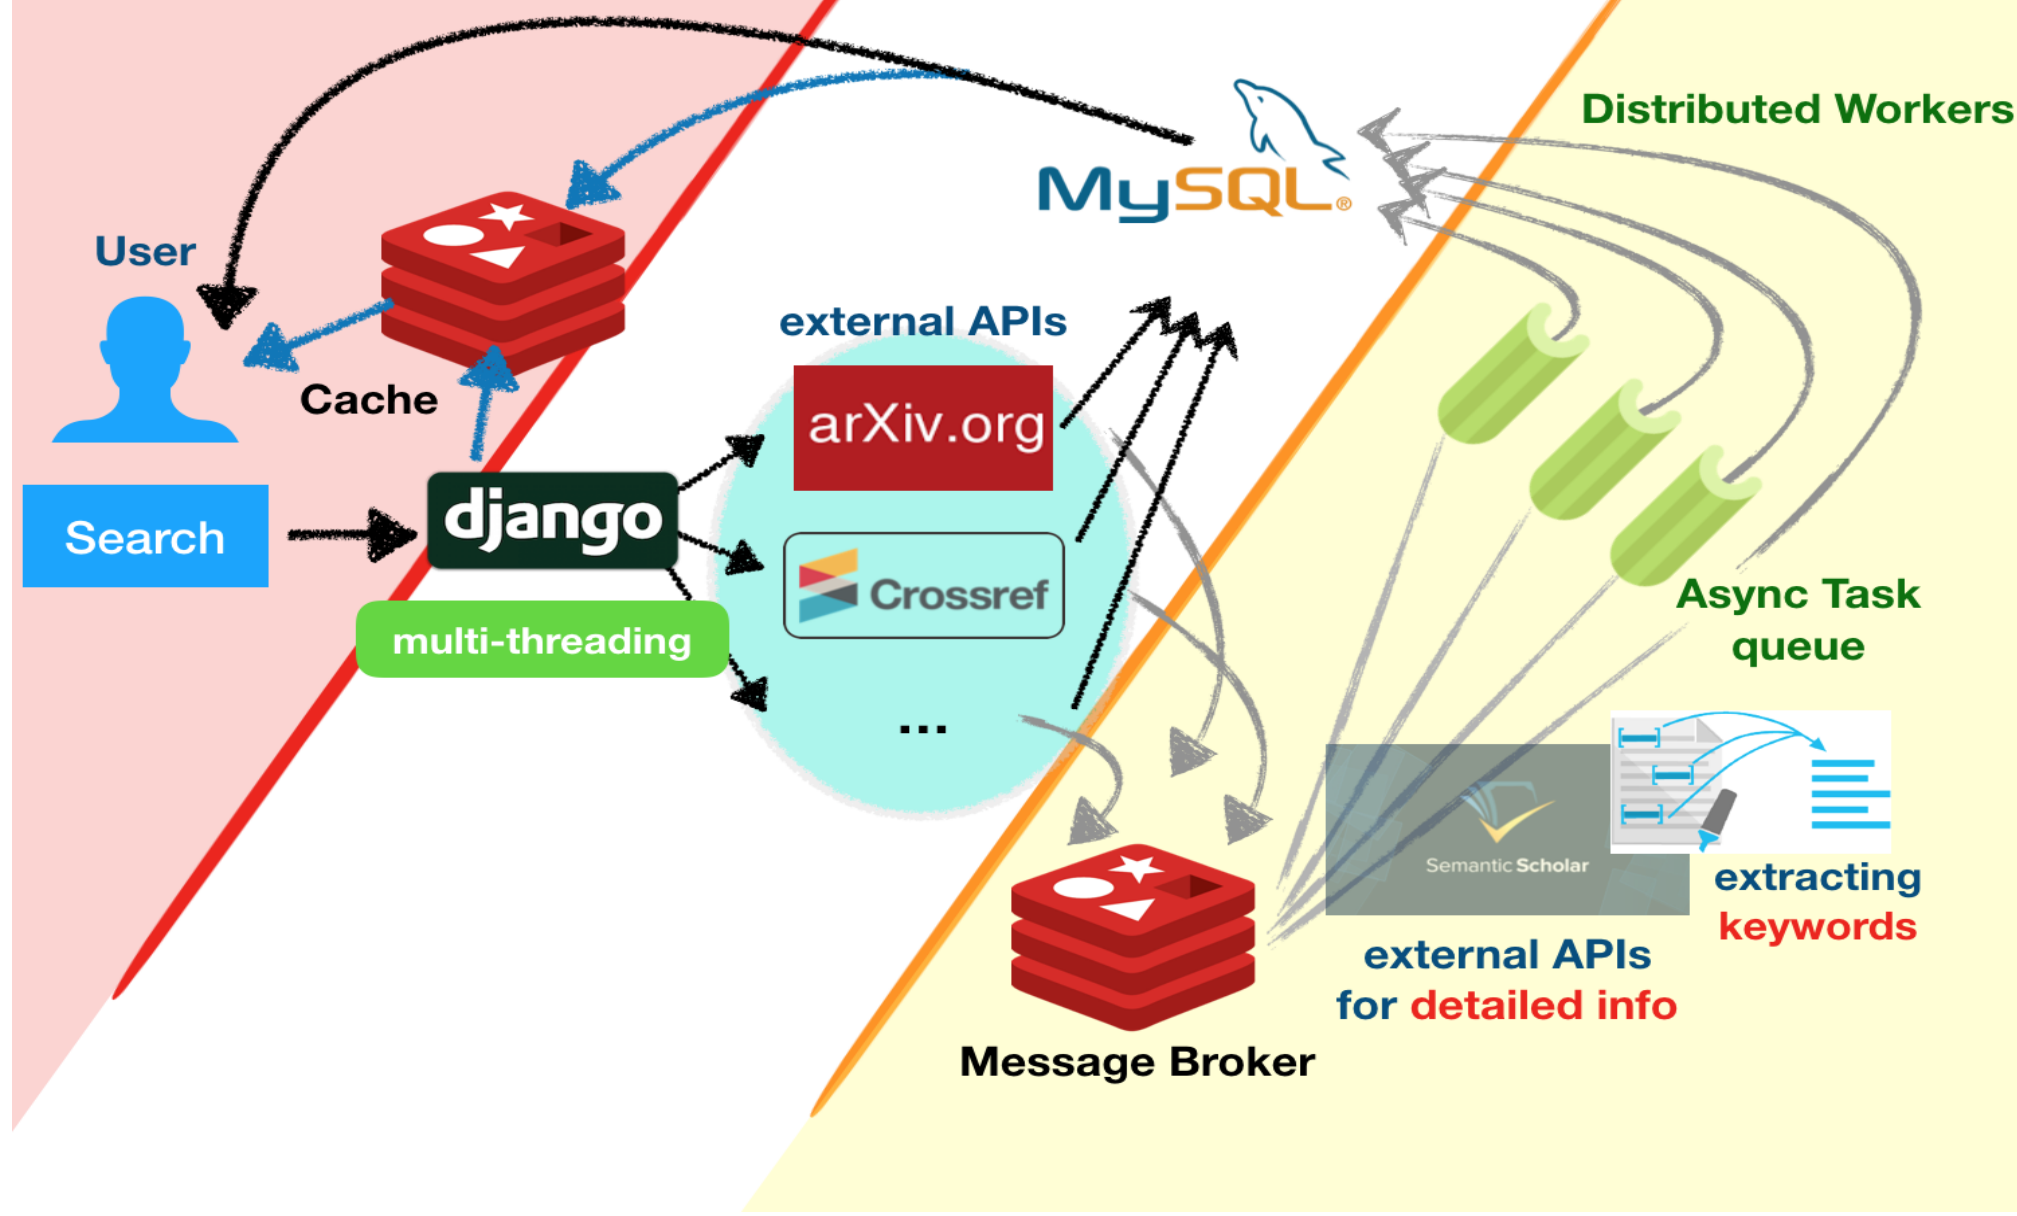 Distributed Workers
MySQL®
User
external APIs
Cache
arXiv.org
Search
django
Crossref
multi-threading
...
Async Task
queue
Semantic Scholar
extracting
keywords
external APIs
for detailed info
Message Broker